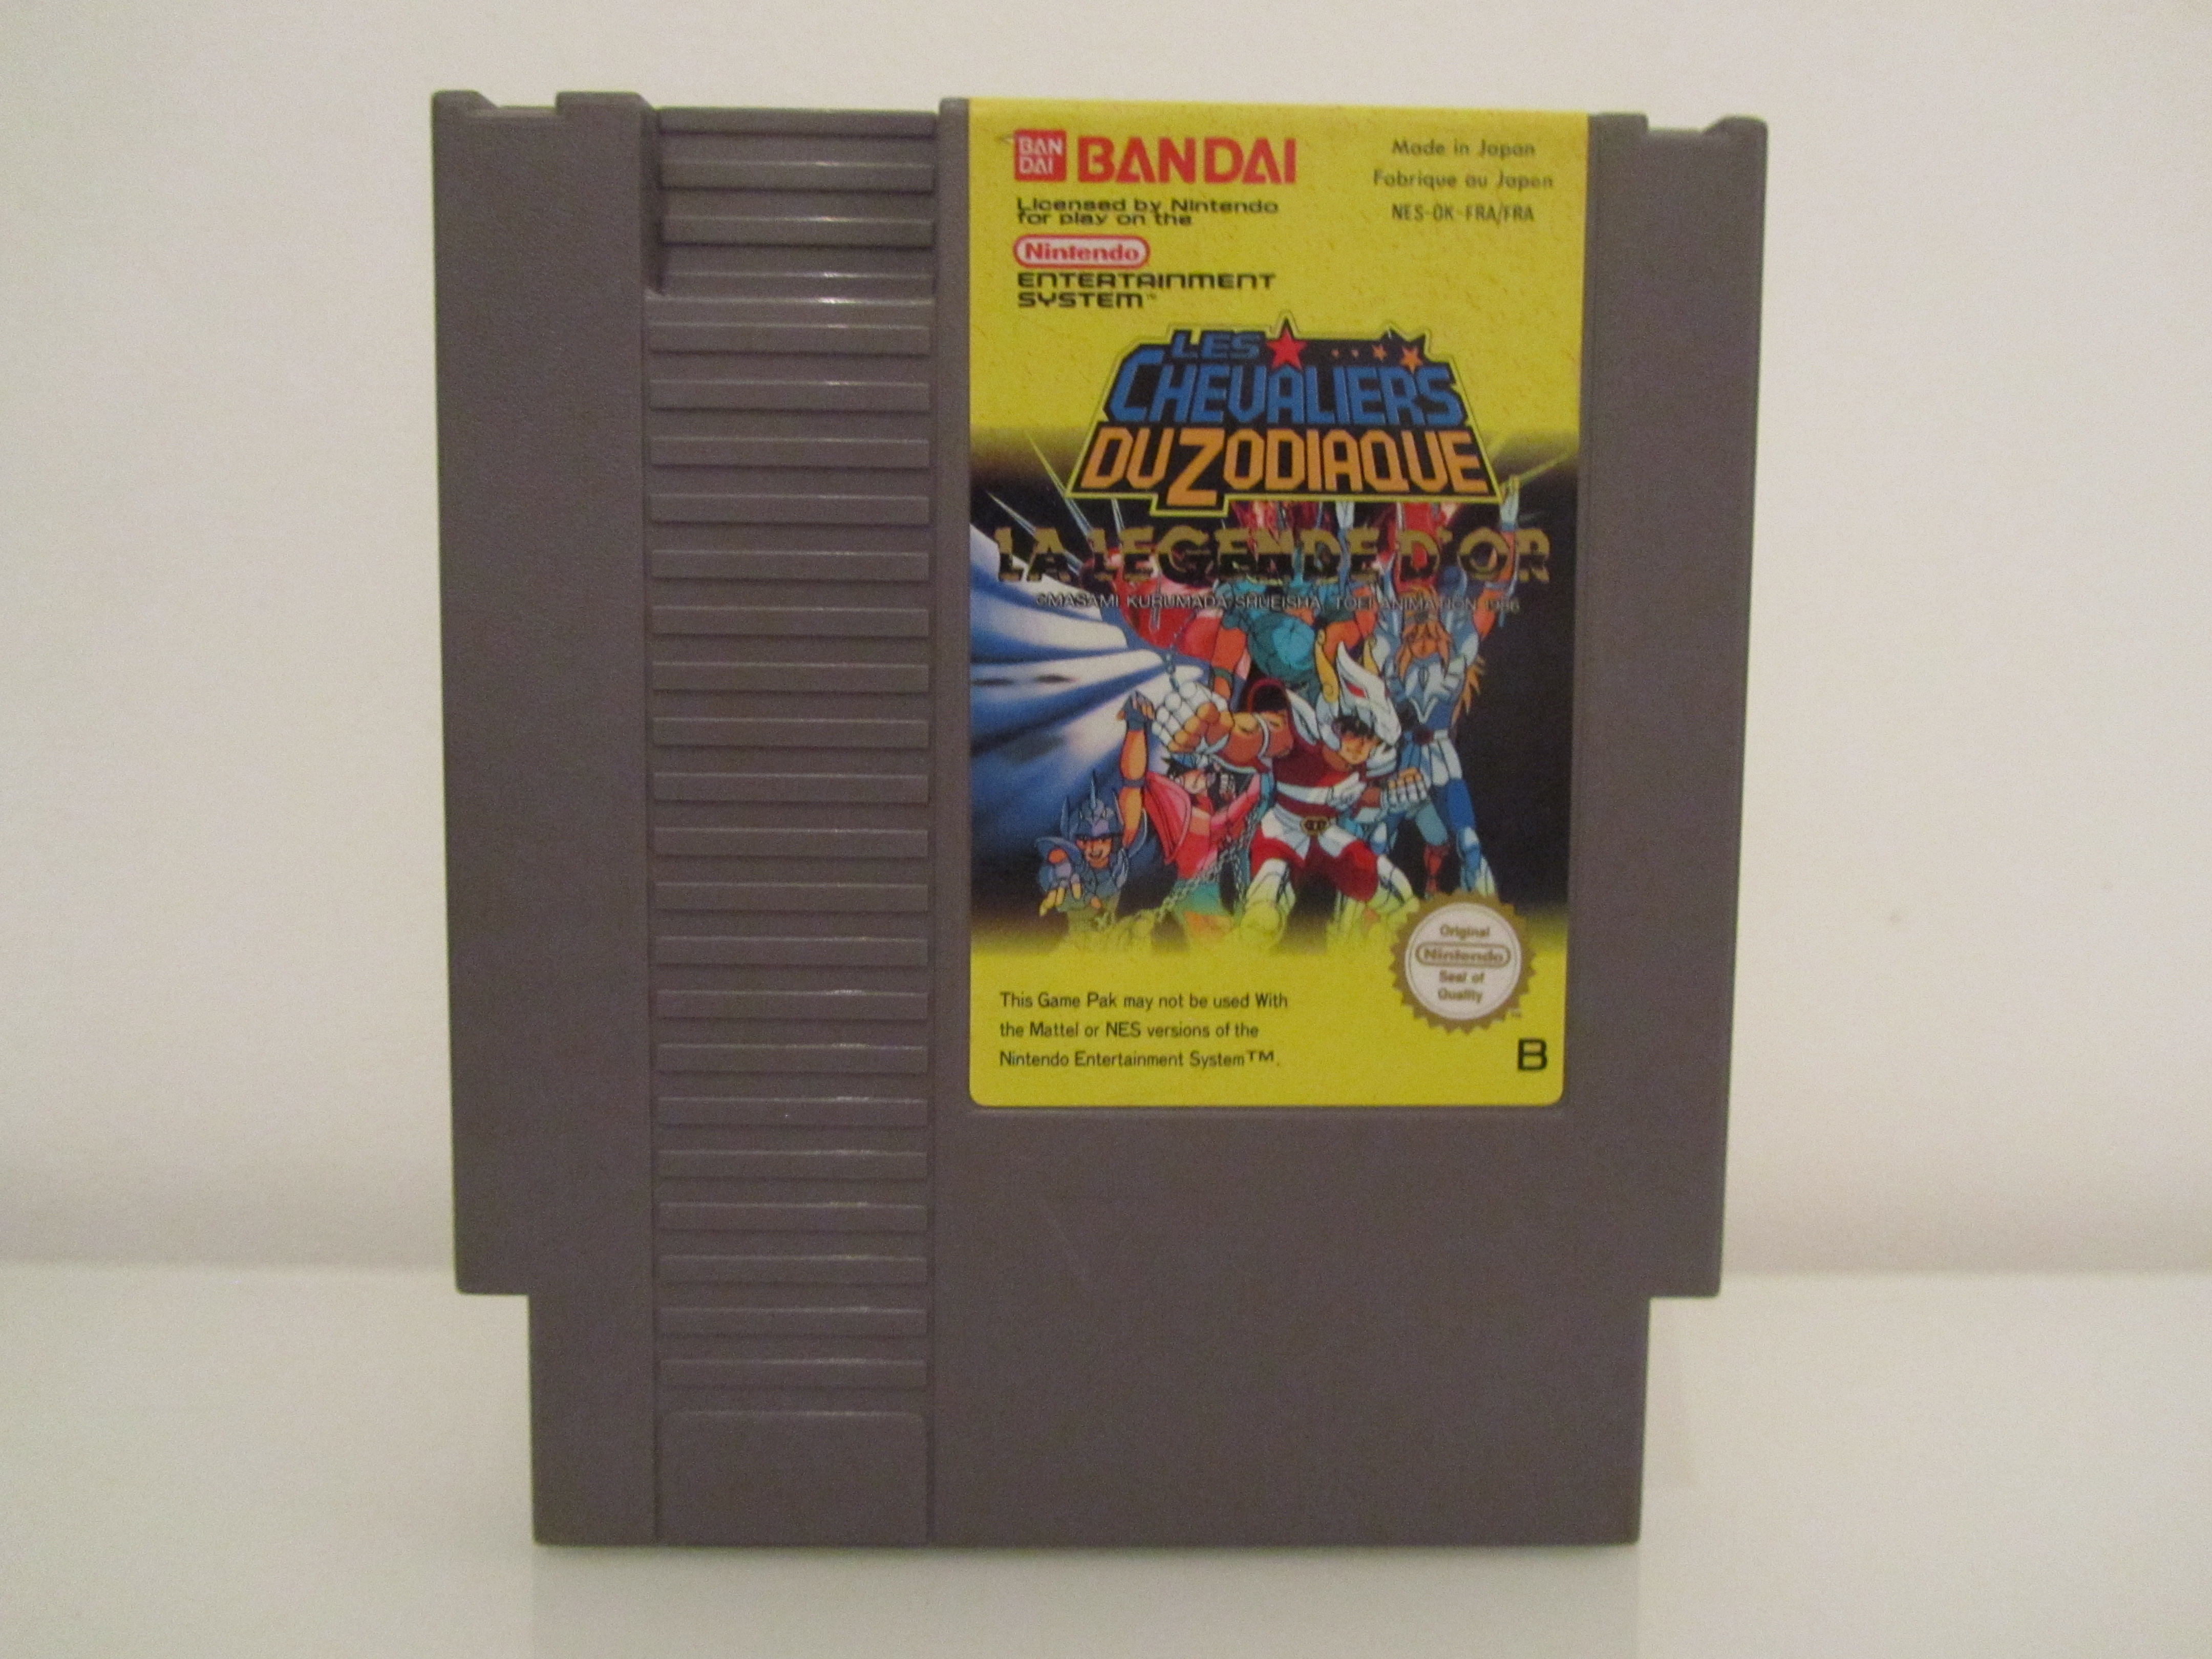 BAN
DAI
BANDAI
Licensed by Nintendo
for play on the
Nintendo
ENTERTAINMENT
SYSTEM™
Made in Japan
Fabrique au Japon
NES-OK-FRA/FRA
LES
CHEVALIERS
DU ZODIAQUE
LA LEGENDE D'OR
©MASAMI KURUMADA/SHUEISHA, TOEI ANIMATION 1986
Original
Nintendo
Seal of
Quality
™
This Game Pak may not be used With
the Mattel or NES versions of the
Nintendo Entertainment System™.
B